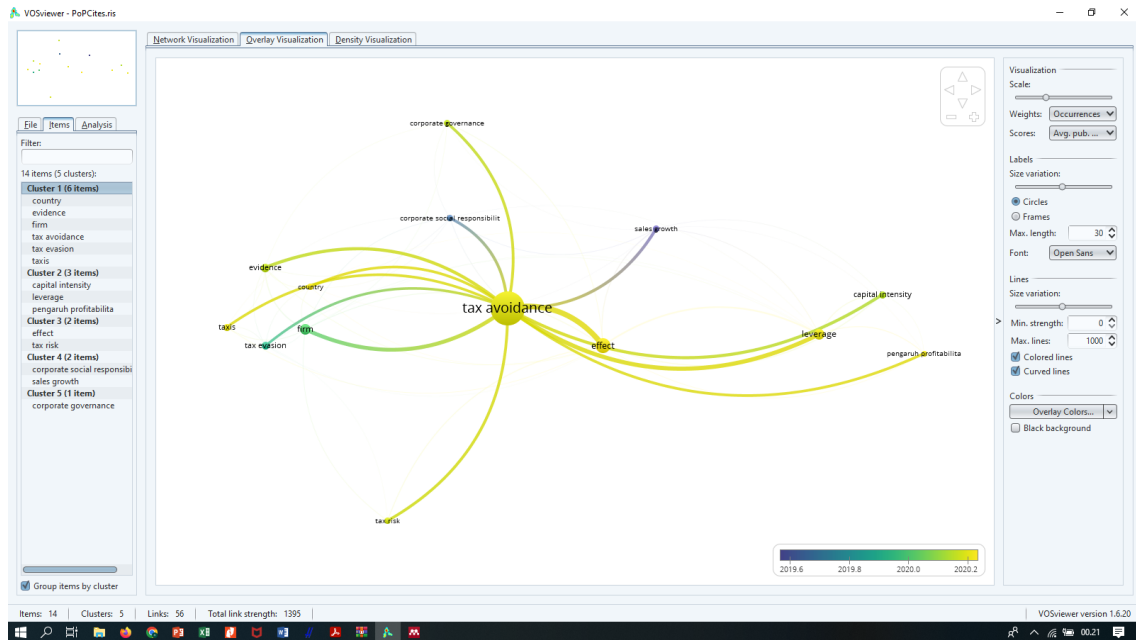 VOSviewer - PoPCites.ris
Network Visualization Overlay Visualization Density Visualization
File Items Analysis
Filter:
14 items (5 clusters):
Cluster 1 (6 items)
country
evidence
firm
tax avoidance
tax evasion
taxis
Cluster 2 (3 items)
capital intensity
leverage
pengaruh profitabilita
Cluster 3 (2 items)
effect
tax risk
Cluster 4 (2 items)
corporate social responsibi
sales growth
Cluster 5 (1 item)
corporate governance
Group items by cluster
corporate governance
corporate social responsibilit
sales growth
evidence
country
capital intensity
tax avoidance
taxis
firm
leverage
tax evasion
effect
pengaruh profitabilita
tax risk
2019.6 2019.8 2020.0 2020.2
>
Visualization
Scale:
Weights: Occurrences
Scores: Avg. pub. ...
Labels
Size variation:
Circles
Frames
Max. length: 30
Font: Open Sans
Lines
Size variation:
Min. strength: 0
Max. lines: 1000
Colored lines
Curved lines
Colors
Overlay Colors...
Black background
Items: 14 Clusters: 5 Links: 56 Total link strength: 1395 VOSviewer version 1.6.20
00.21